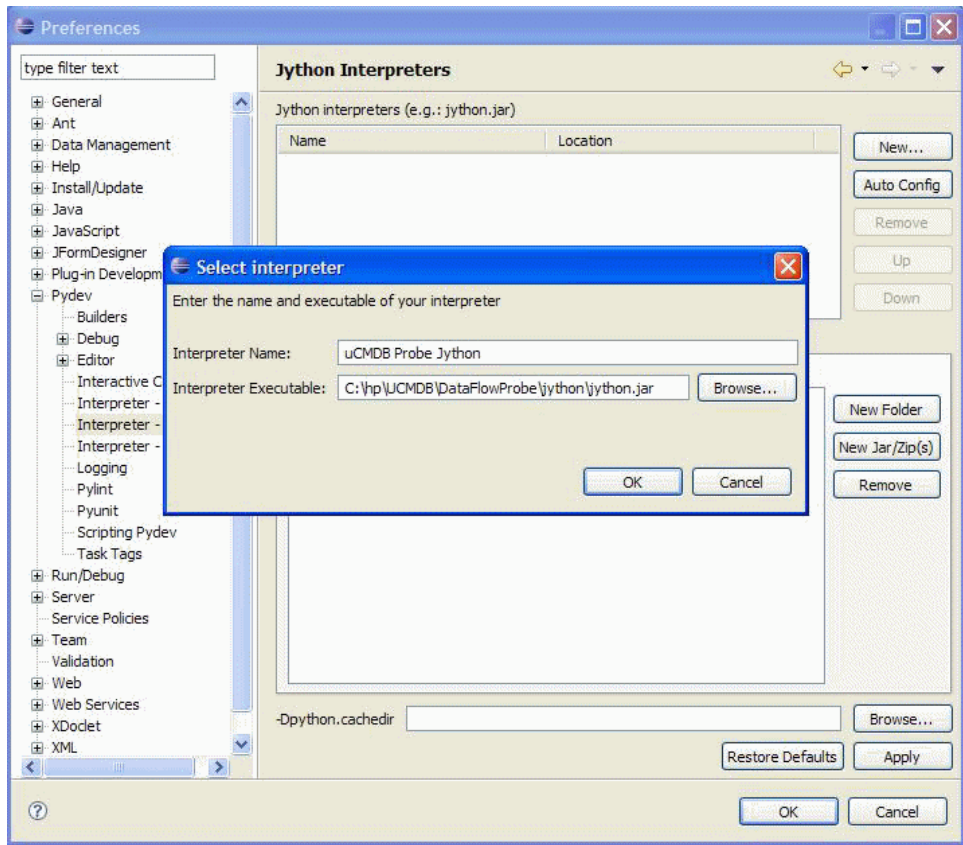 Preferences
type filter text
Jython Interpreters
General
Ant
Data Management
Help
Install/Update
Java
JavaScript
JFormDesigner
Plug-in Developm
Pydev
Builders
Debug
Editor
Interactive C
Interpreter -
Interpreter -
Interpreter -
Logging
Pylint
Pyunit
Scripting Pydev
Task Tags
Run/Debug
Server
Service Policies
Team
Validation
Web
Web Services
XDoclet
XML
Jython interpreters (e.g.: jython.jar)
Name Location
New...
Auto Config
Remove
Up
Down
Select interpreter
Enter the name and executable of your interpreter
Interpreter Name: uCMDB Probe Jython
Interpreter Executable: C:\hp\UCMDB\DataFlowProbe\jython\jython.jar Browse...
OK Cancel
New Folder
New Jar/Zip(s)
Remove
-Dpython.cachedir Browse...
Restore Defaults Apply
? OK Cancel